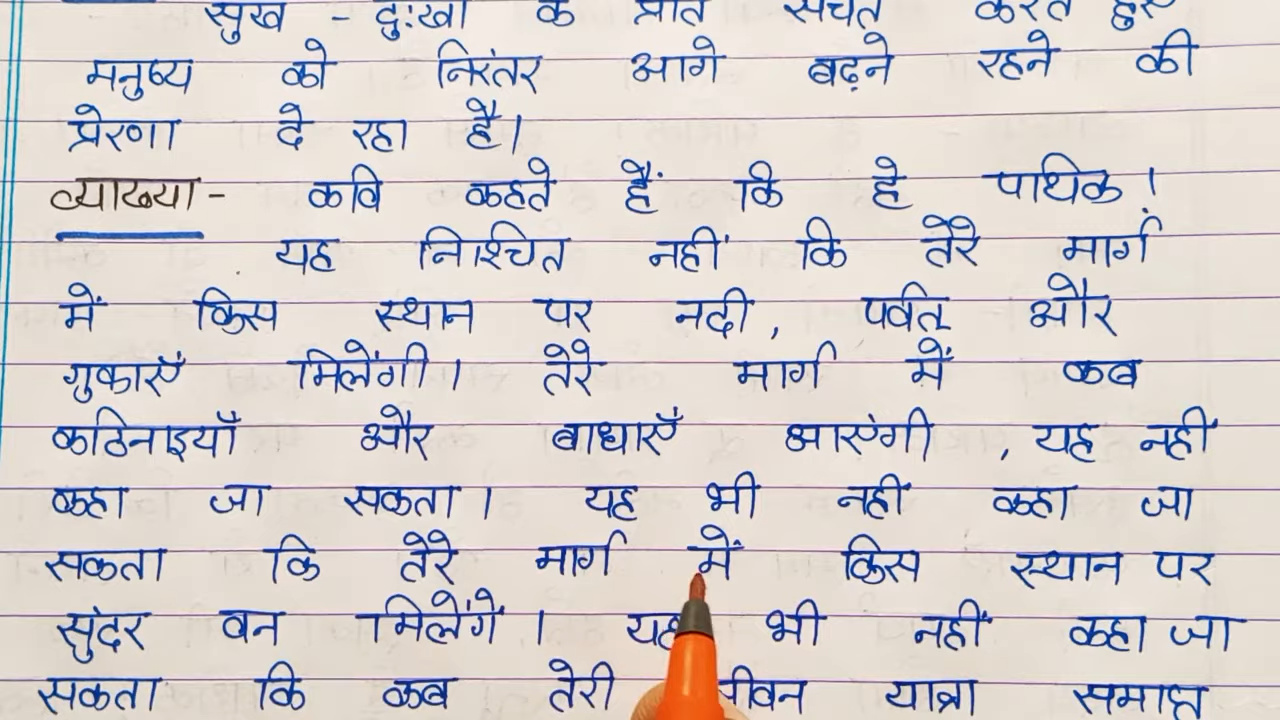 सुख - दुःखों के प्रति सचेत करते हुए
मनुष्य को निरंतर आगे बढ़ने रहने की
प्रेरणा दे रहा है।
व्याख्या - कवि कहते हैं कि हे पथिक!
यह निश्चित नहीं कि तेरे मार्ग
में किस स्थान पर नदी, पर्वत और
गुफाएँ मिलेंगी। तेरे मार्ग में कब
कठिनाइयाँ और बाधाएँ आएंगी, यह नहीं
कहा जा सकता। यह भी नहीं कहा जा
सकता कि तेरे मार्ग में किस स्थान पर
सुंदर वन मिलेंगें। यह भी नहीं कहा जा
सकता कि कब तेरी यात्रा समाप्त